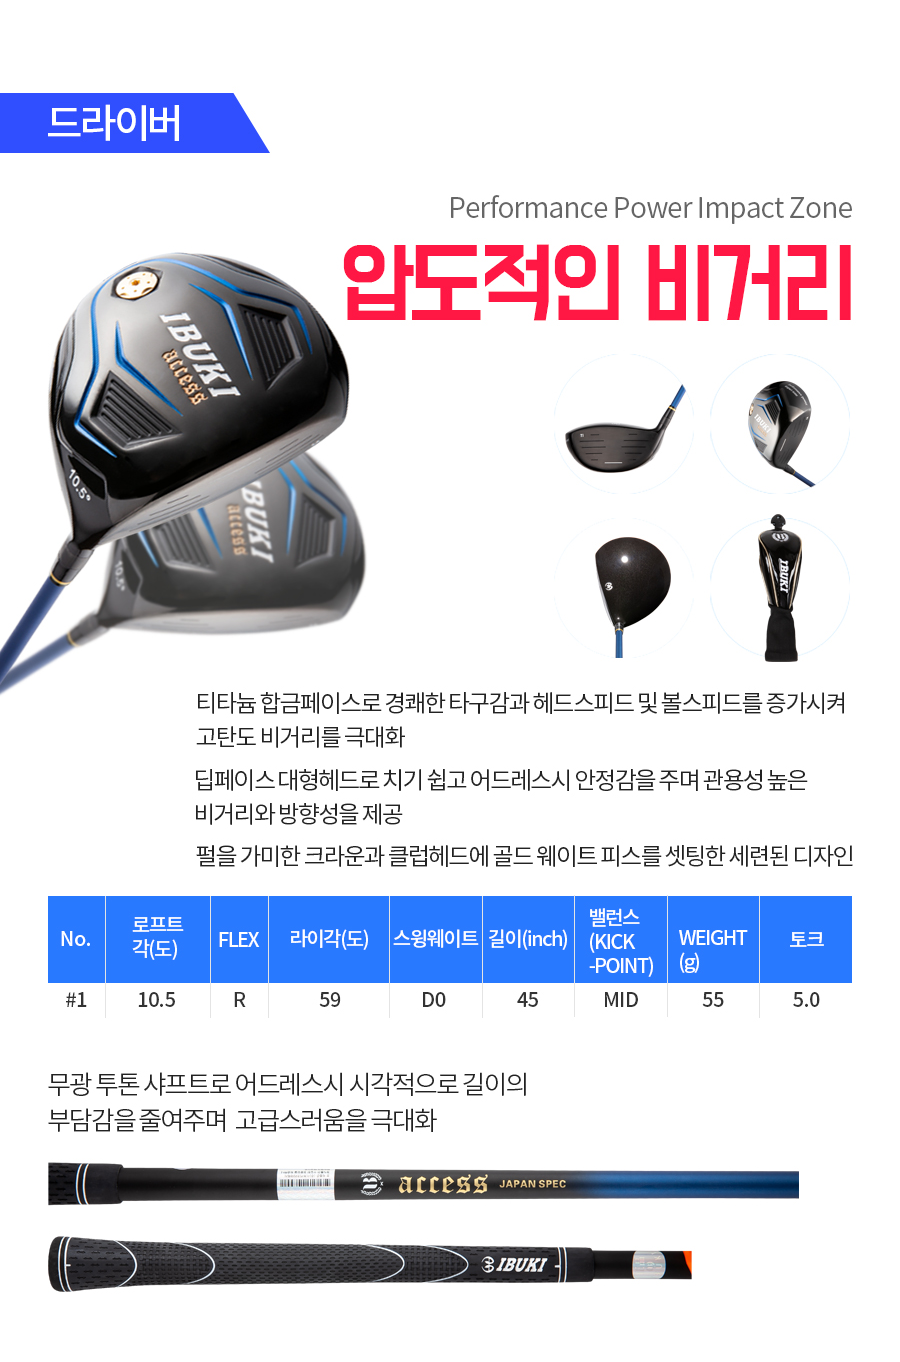 드라이버
Performance Power Impact Zone
압도적인 비거리
IBUKI
access
10.5°
IBUKI
access
10.5°
IBUKI
IBUKI
티타늄 합금페이스로 경쾌한 타구감과 헤드스피드 및 볼스피드를 증가시켜
고탄도 비거리를 극대화
딥페이스 대형헤드로 치기 쉽고 어드레스시 안정감을 주며 관용성 높은
비거리와 방향성을 제공
펄을 가미한 크라운과 클럽헤드에 골드 웨이트 피스를 셋팅한 세련된 디자인
No. 로프트각(도) FLEX 라이각(도) 스윙웨이트 길이(inch) 밸런스(KICK-POINT) WEIGHT(g) 토크
#1 10.5 R 59 D0 45 MID 55 5.0
무광 투톤 샤프트로 어드레스시 시각적으로 길이의
부담감을 줄여주며 고급스러움을 극대화
access JAPAN SPEC
IBUKI